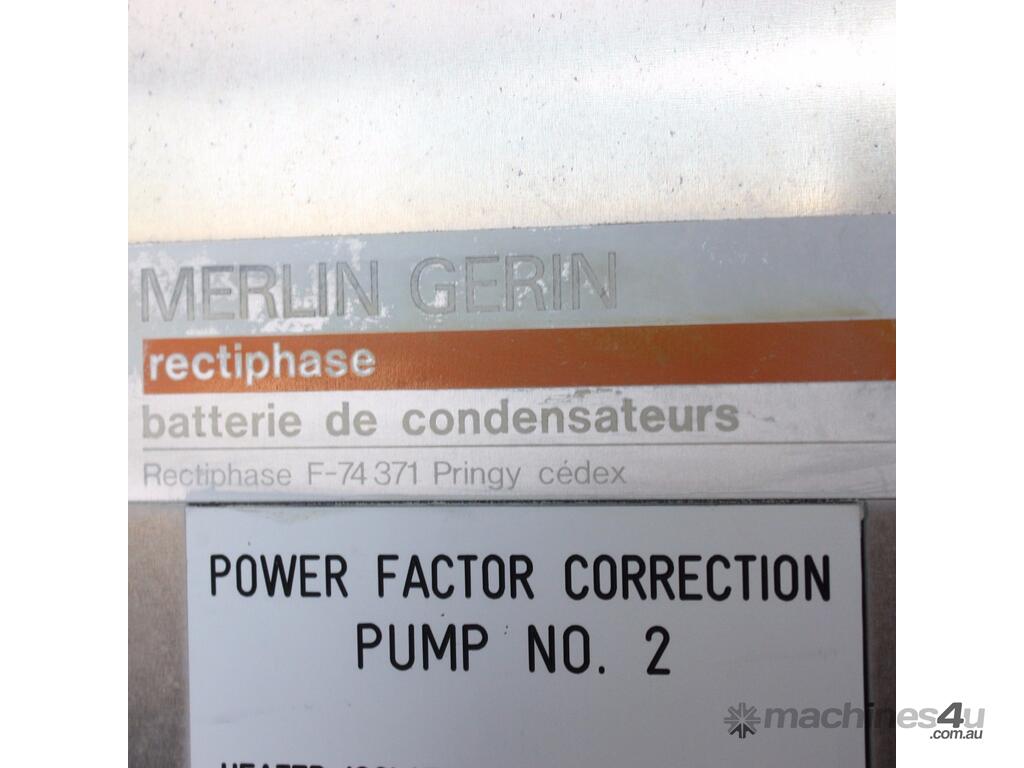 MERLIN GERIN
rectiphase
batterie de condensateurs
Rectiphase F-74 371 Pringy cédex
POWER FACTOR CORRECTION
PUMP NO. 2
machines4u
.com.au